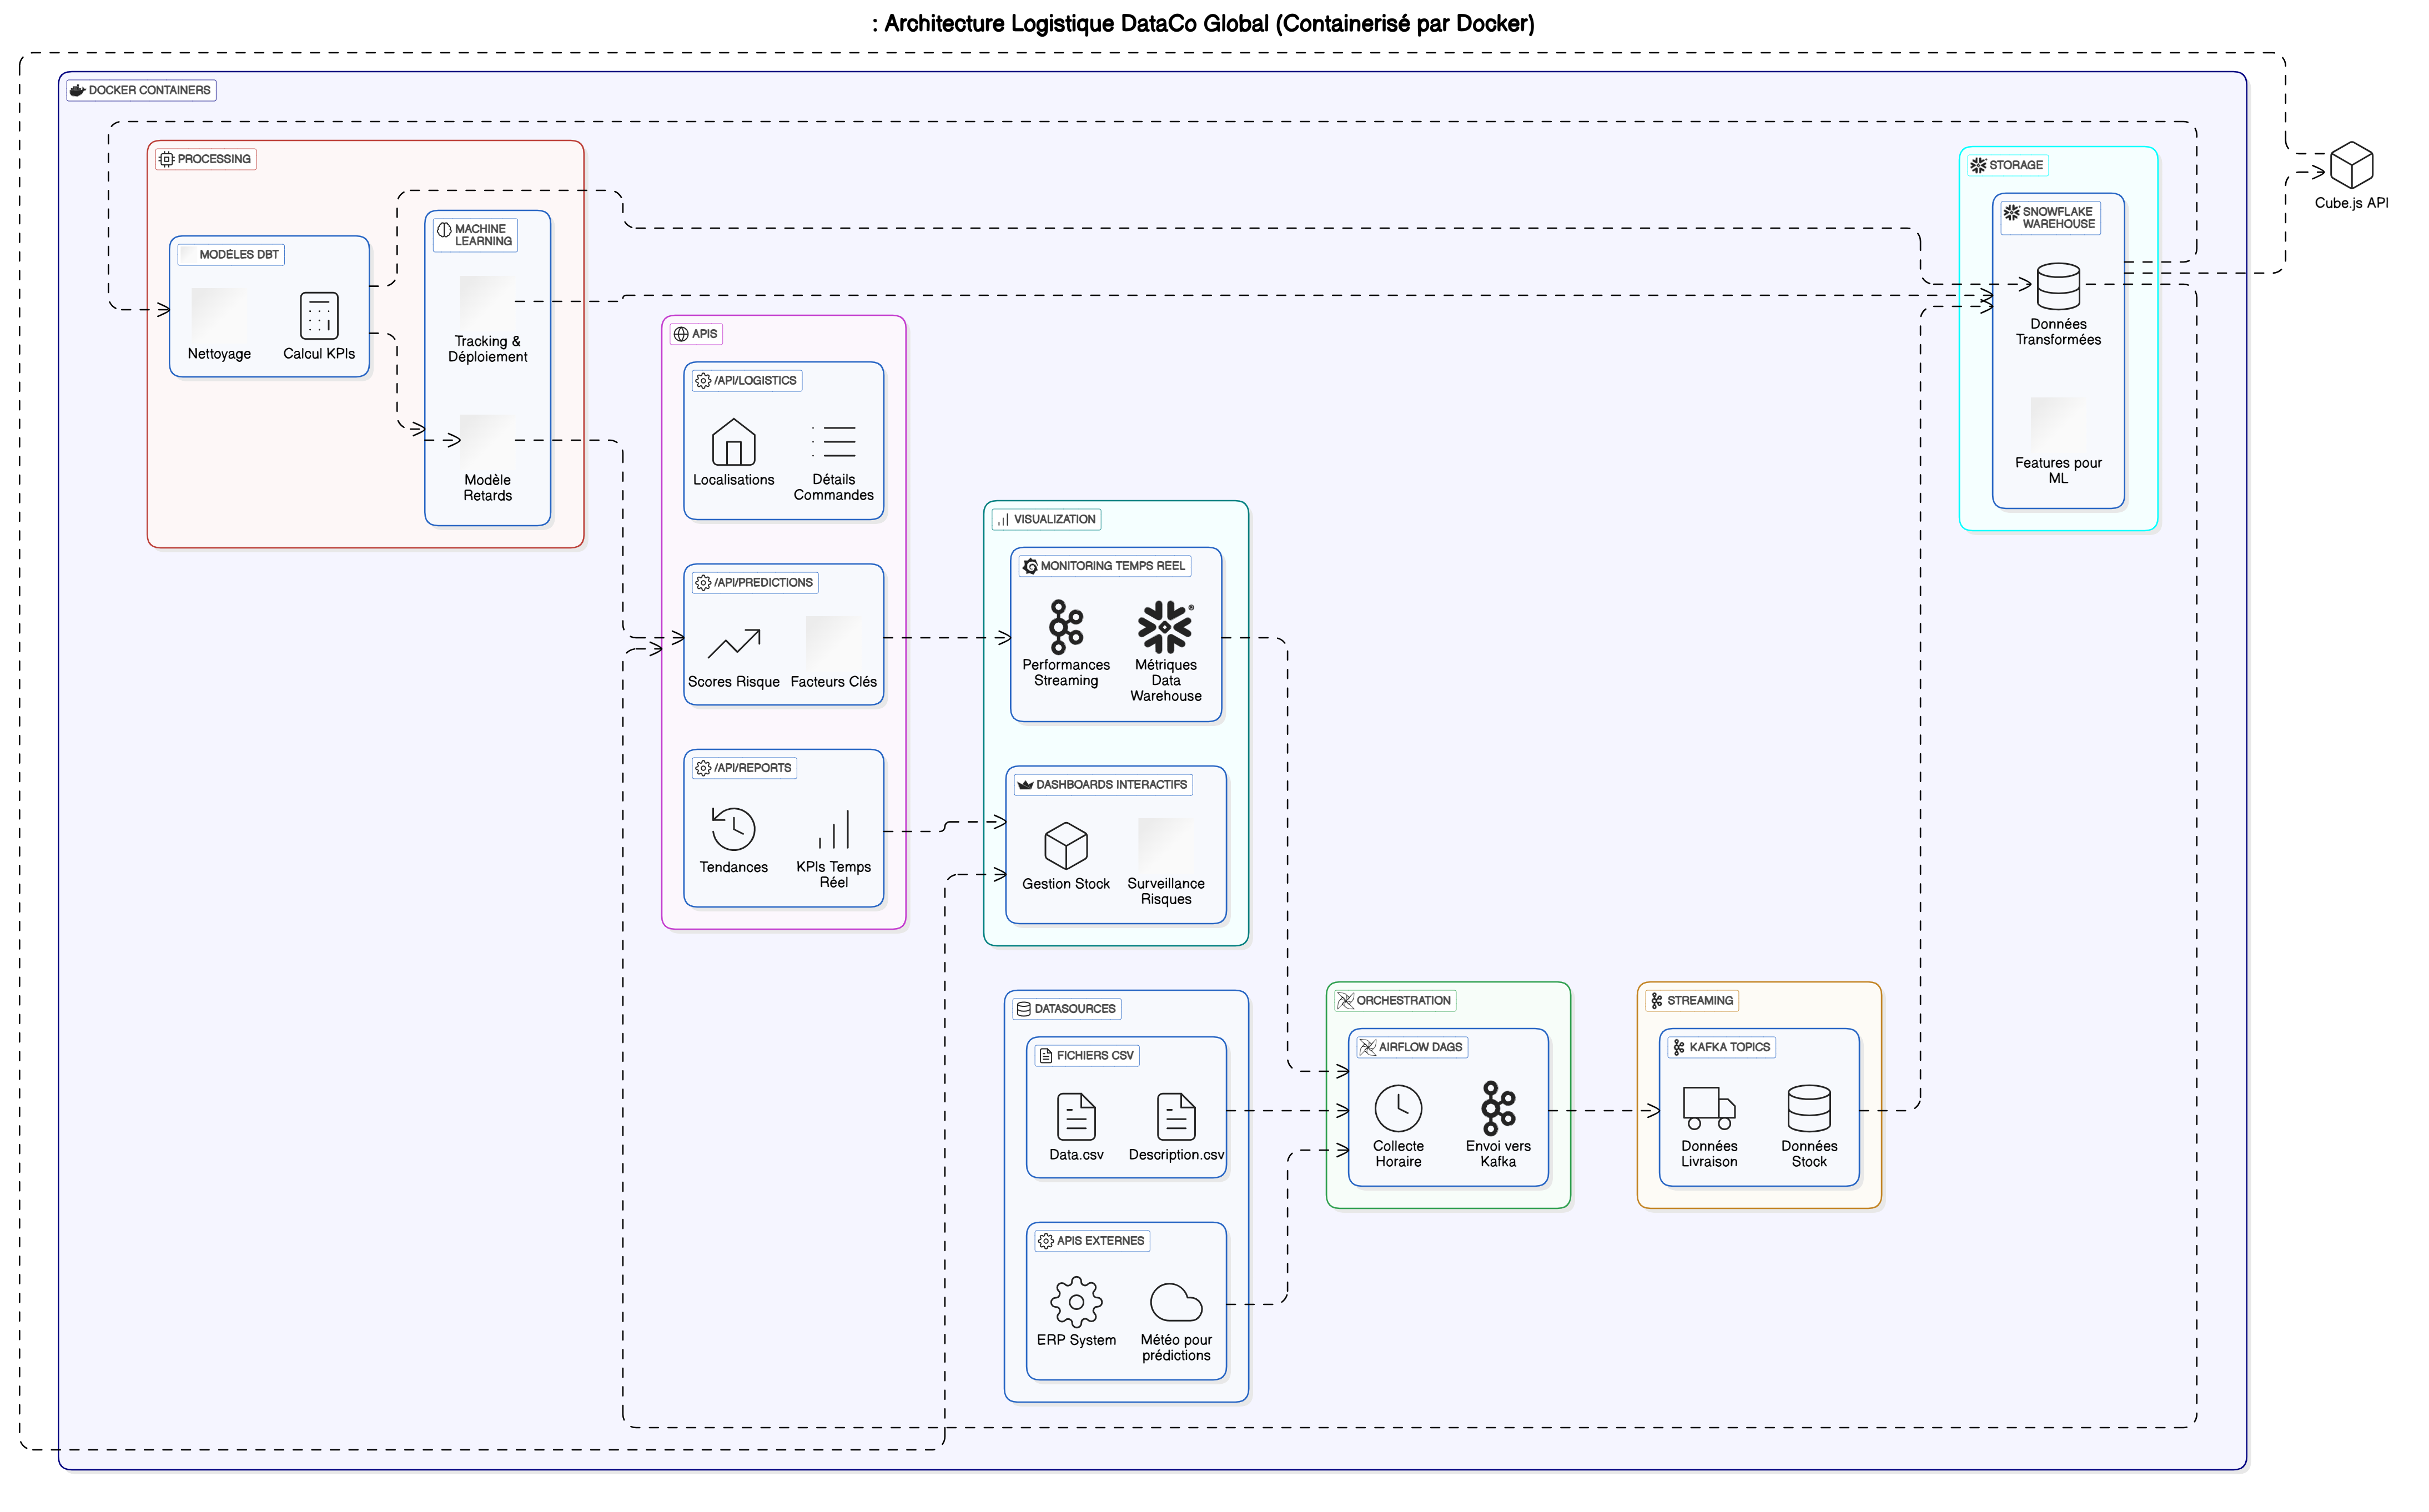 : Architecture Logistique DataCo Global (Containerisé par Docker)
DOCKER CONTAINERS
PROCESSING
MODELES DBT
Nettoyage
Calcul KPIs
MACHINE
LEARNING
Tracking &
Déploiement
Modèle
Retards
APIS
/API/LOGISTICS
Localisations
Détails
Commandes
/API/PREDICTIONS
Scores Risque
Facteurs Clés
/API/REPORTS
Tendances
KPIs Temps
Réel
VISUALIZATION
MONITORING TEMPS REEL
Performances
Streaming
®
Métriques
Data
Warehouse
DASHBOARDS INTERACTIFS
Gestion Stock
Surveillance
Risques
DATASOURCES
FICHIERS CSV
Data.csv
Description.csv
APIS EXTERNES
ERP System
Météo pour
prédictions
ORCHESTRATION
AIRFLOW DAGS
Collecte
Horaire
Envoi vers
Kafka
STREAMING
KAFKA TOPICS
Données
Livraison
Données
Stock
STORAGE
SNOWFLAKE
WAREHOUSE
Données
Transformées
Features pour
ML
Cube.js API